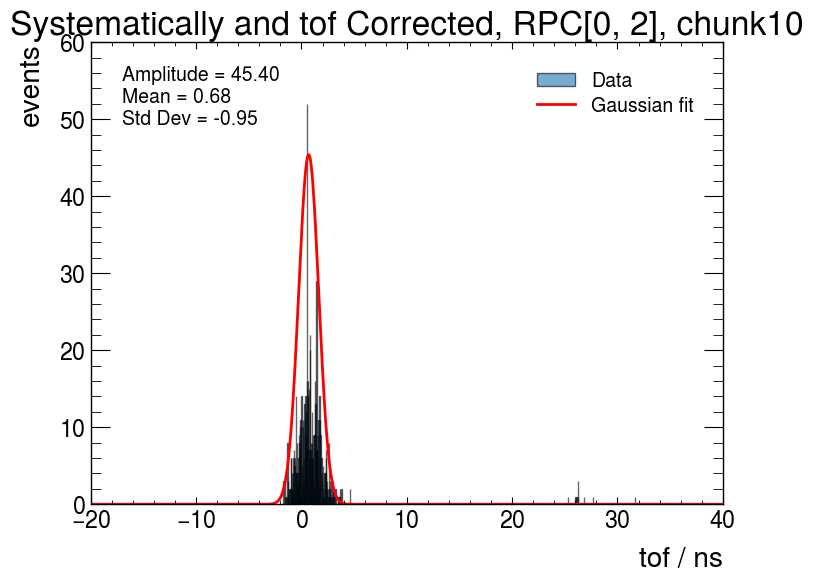 Systematically and tof Corrected, RPC[0, 2], chunk10
events
60
50
40
30
20
10
0
Amplitude = 45.40
Mean = 0.68
Std Dev = -0.95
Data
Gaussian fit
−20
−10
0
10
20
30
40
tof / ns